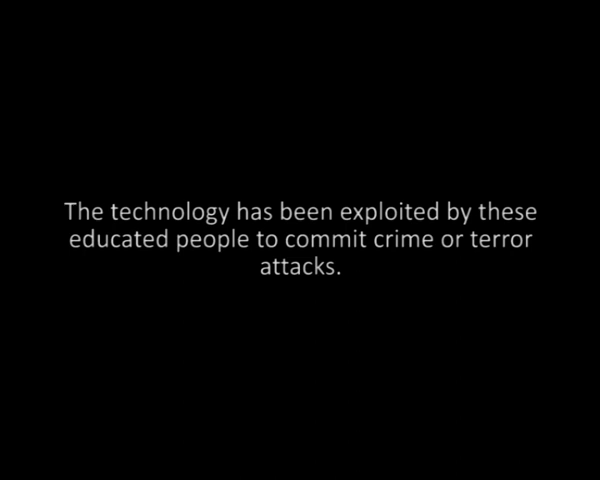 The technology has been exploited by these
educated people to commit crime or terror
attacks.